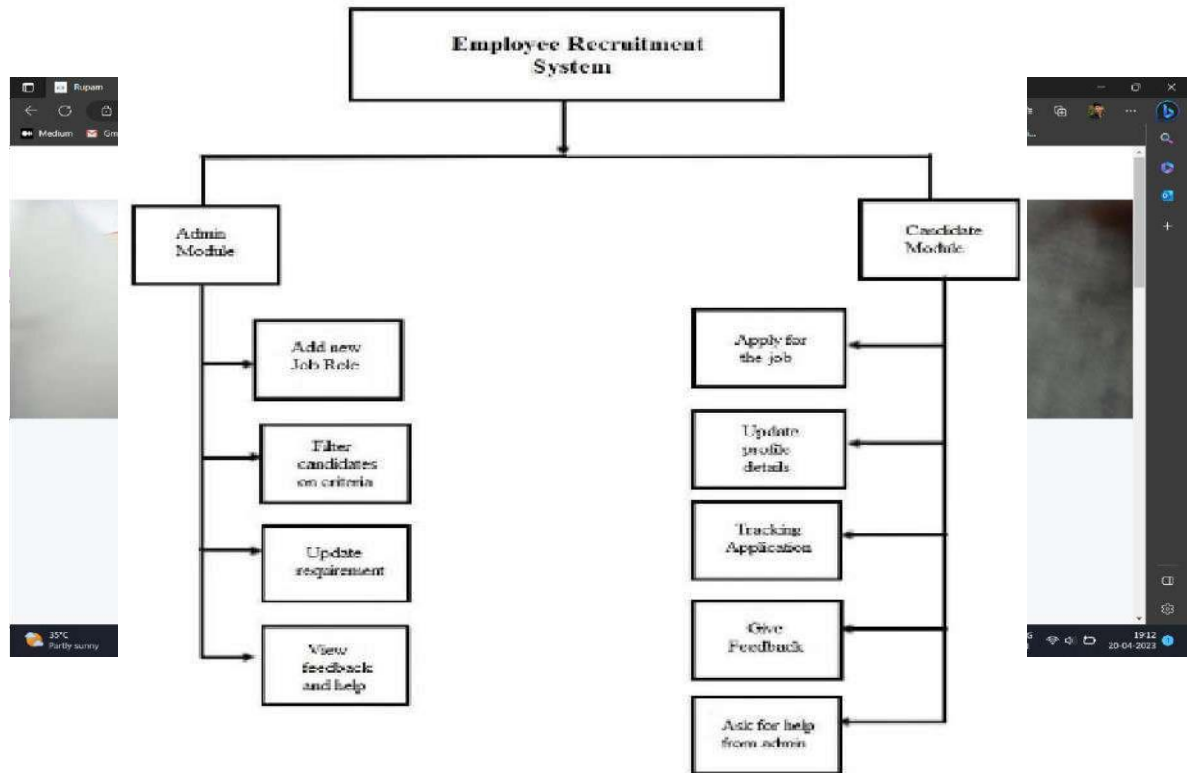 Employee Recruitment
System
Rupam
Medium
Gm
Admin
Module
Candidate
Module
Add new
Job Role
Filter
candidates
on criteria
Update
requirement
View
feedback
and help
Apply for
the job
Update
profile
details
Tracking
Application
Give
Feedback
Ask for help
from admin
35°C
Partly sunny
19:12
20-04-2023